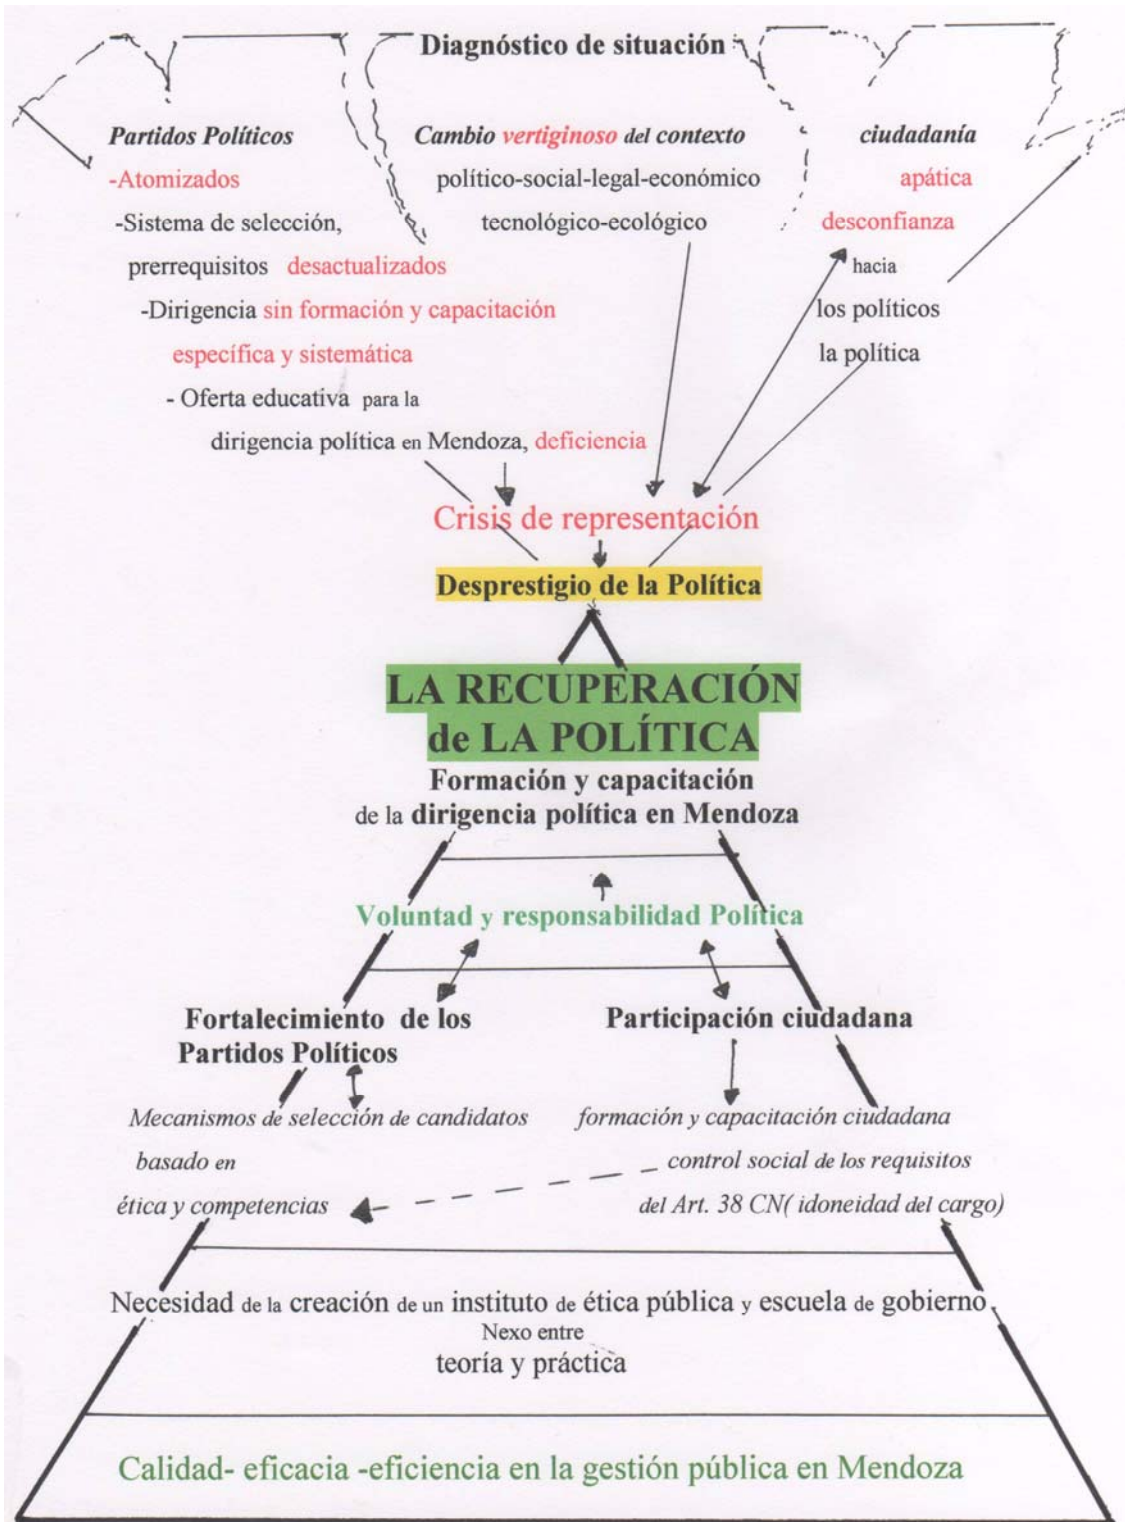 Diagnóstico de situación
Partidos Políticos
-Atomizados
-Sistema de selección,
prerrequisitos desactualizados
-Dirigencia sin formación y capacitación
específica y sistemática
- Oferta educativa para la
dirigencia política en Mendoza, deficiencia
Cambio vertiginoso del contexto
político-social-legal-económico
tecnológico-ecológico
ciudadanía
apática
desconfianza
hacia
los políticos
la política
Crisis de representación
Desprestigio de la Política
LA RECUPERACIÓN
de LA POLÍTICA
Formación y capacitación
de la dirigencia política en Mendoza
Voluntad y responsabilidad Política
Fortalecimiento de los
Partidos Políticos
Participación ciudadana
Mecanismos de selección de candidatos
basado en
ética y competencias
formación y capacitación ciudadana
control social de los requisitos
del Art. 38 CN( idoneidad del cargo)
Necesidad de la creación de un instituto de ética pública y escuela de gobierno
Nexo entre
teoría y práctica
Calidad- eficacia -eficiencia en la gestión pública en Mendoza